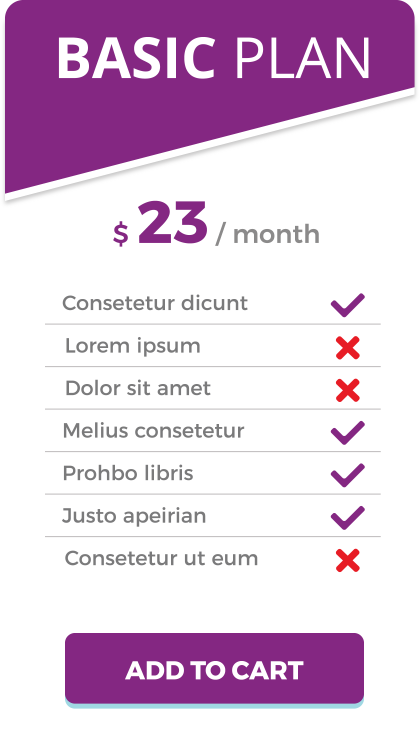 BASIC PLAN
$ 23 / month
Consetetur dicunt
Lorem ipsum
Dolor sit amet
Melius consetetur
Prohbo libris
Justo apeirian
Consetetur ut eum
ADD TO CART